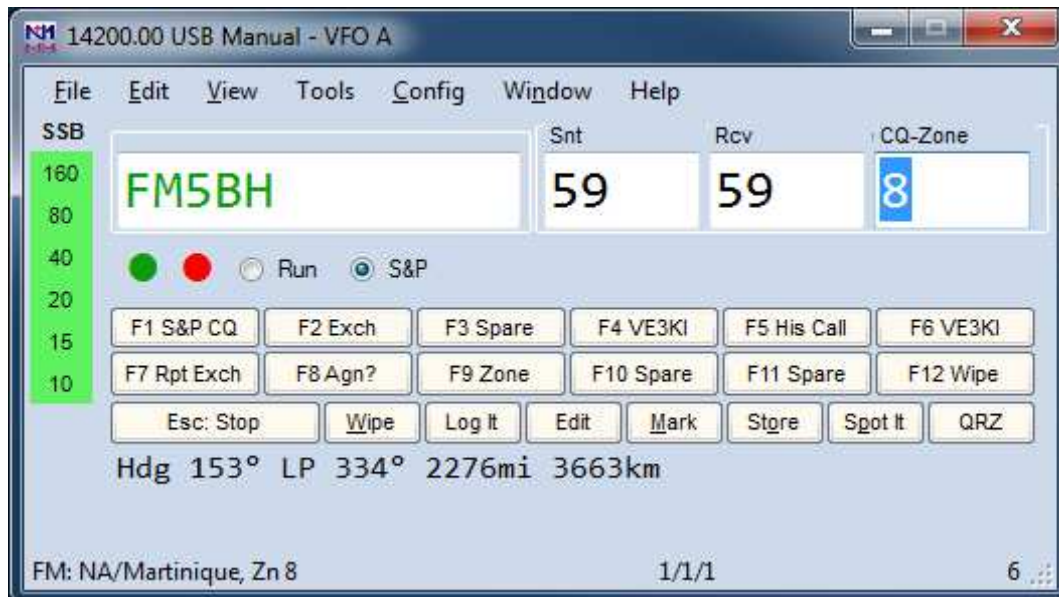 14200.00 USB Manual - VFO A
File Edit View Tools Config Window Help
SSB Snt Rcv CQ-Zone
160
80
40
20
15
10
FM5BH 59 59 8
Run S&P
F1 S&P CQ F2 Exch F3 Spare F4 VE3KI F5 His Call F6 VE3KI
F7 Rpt Exch F8 Agn? F9 Zone F10 Spare F11 Spare F12 Wipe
Esc: Stop Wipe Log It Edit Mark Store Spot It QRZ
Hdg 153° LP 334° 2276mi 3663km
FM: NA/Martinique, Zn 8 1/1/1 6